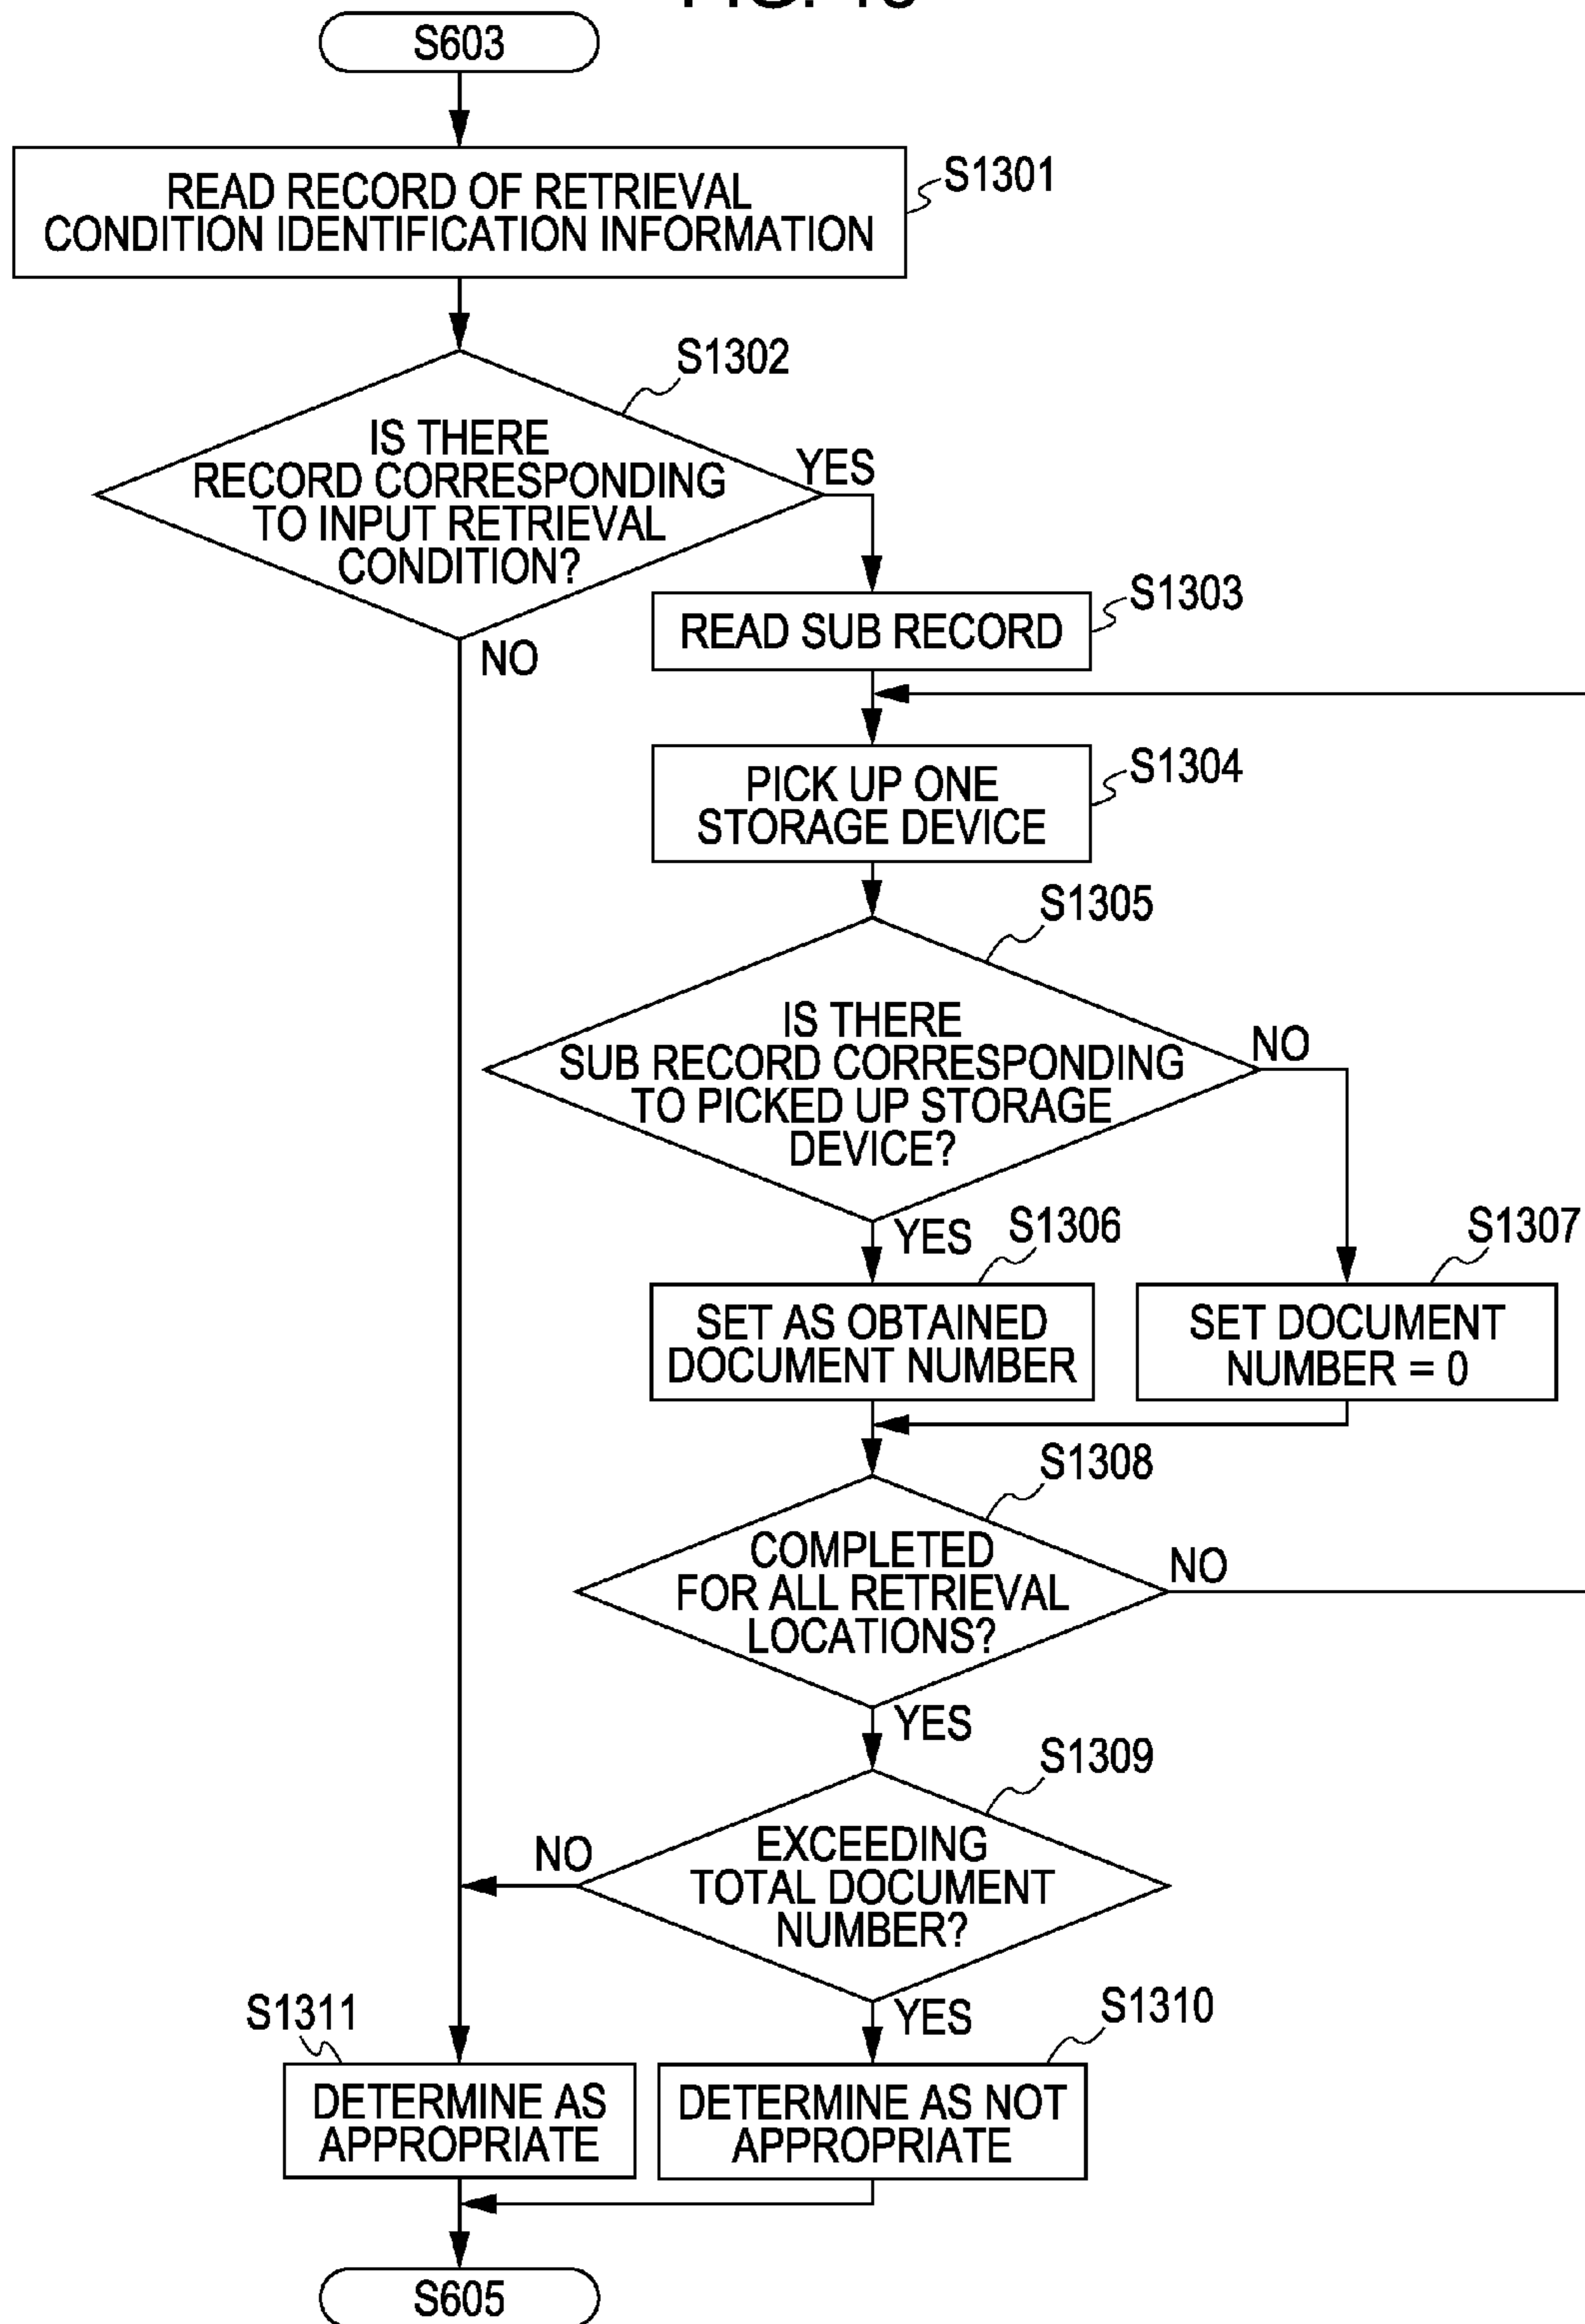 S603
READ RECORD OF RETRIEVAL
CONDITION IDENTIFICATION INFORMATION
S1301
S1302
IS THERE
RECORD CORRESPONDING
TO INPUT RETRIEVAL
CONDITION?
YES
NO
S1303
READ SUB RECORD
S1304
PICK UP ONE
STORAGE DEVICE
S1305
IS THERE
SUB RECORD CORRESPONDING
TO PICKED UP STORAGE
DEVICE?
NO
YES
S1306
S1307
SET AS OBTAINED
DOCUMENT NUMBER
SET DOCUMENT
NUMBER = 0
S1308
COMPLETED
FOR ALL RETRIEVAL
LOCATIONS?
NO
YES
S1309
EXCEEDING
TOTAL DOCUMENT
NUMBER?
NO
YES
S1311
S1310
DETERMINE AS
APPROPRIATE
DETERMINE AS NOT
APPROPRIATE
S605